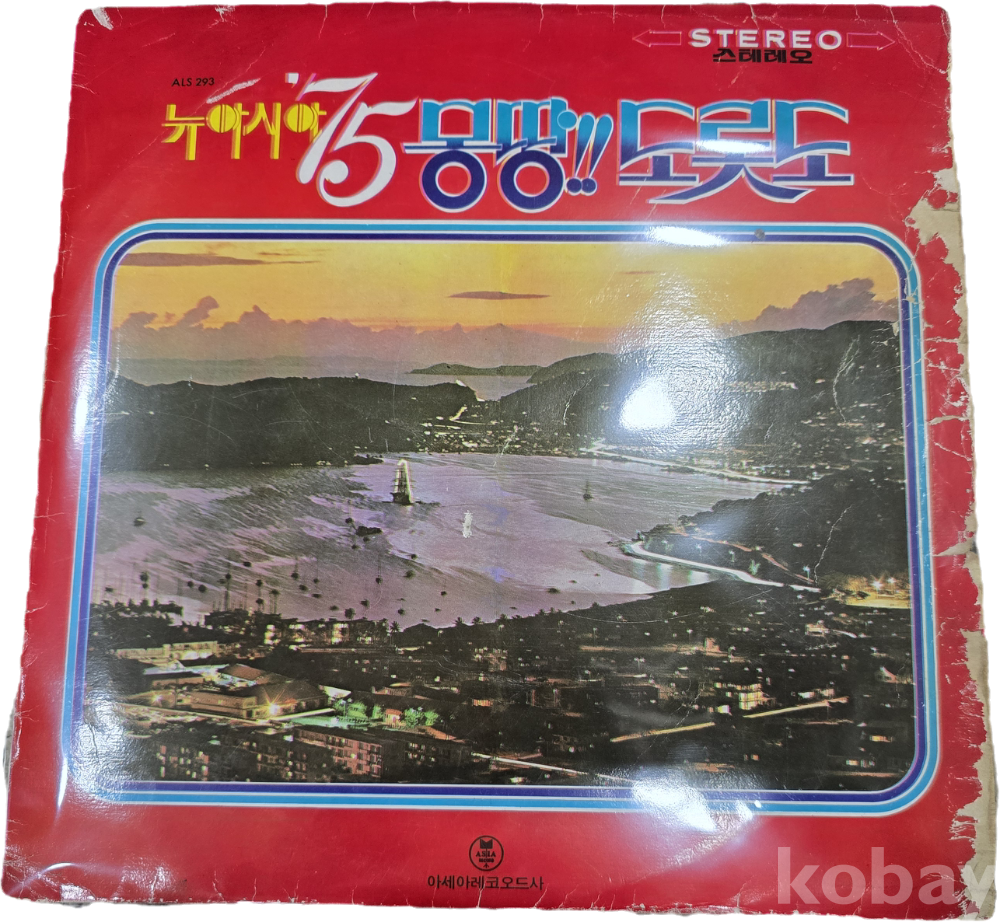 STEREO
스테레오
ALS 293
뉴아시아 '75 몽땅!! 도롯도
ASIA
아세아레코오드사
kobay